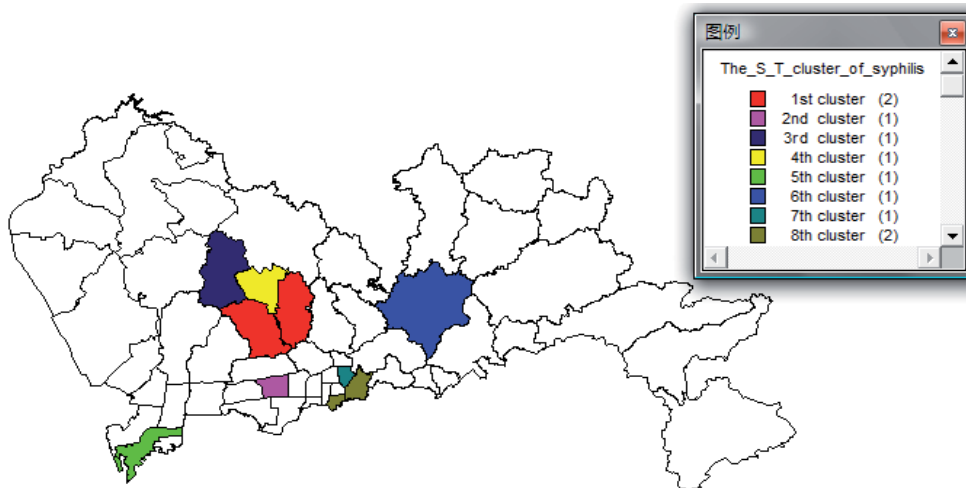 图例
The_S_T_cluster_of_syphilis
1st cluster (2)
2nd cluster (1)
3rd cluster (1)
4th cluster (1)
5th cluster (1)
6th cluster (1)
7th cluster (1)
8th cluster (2)